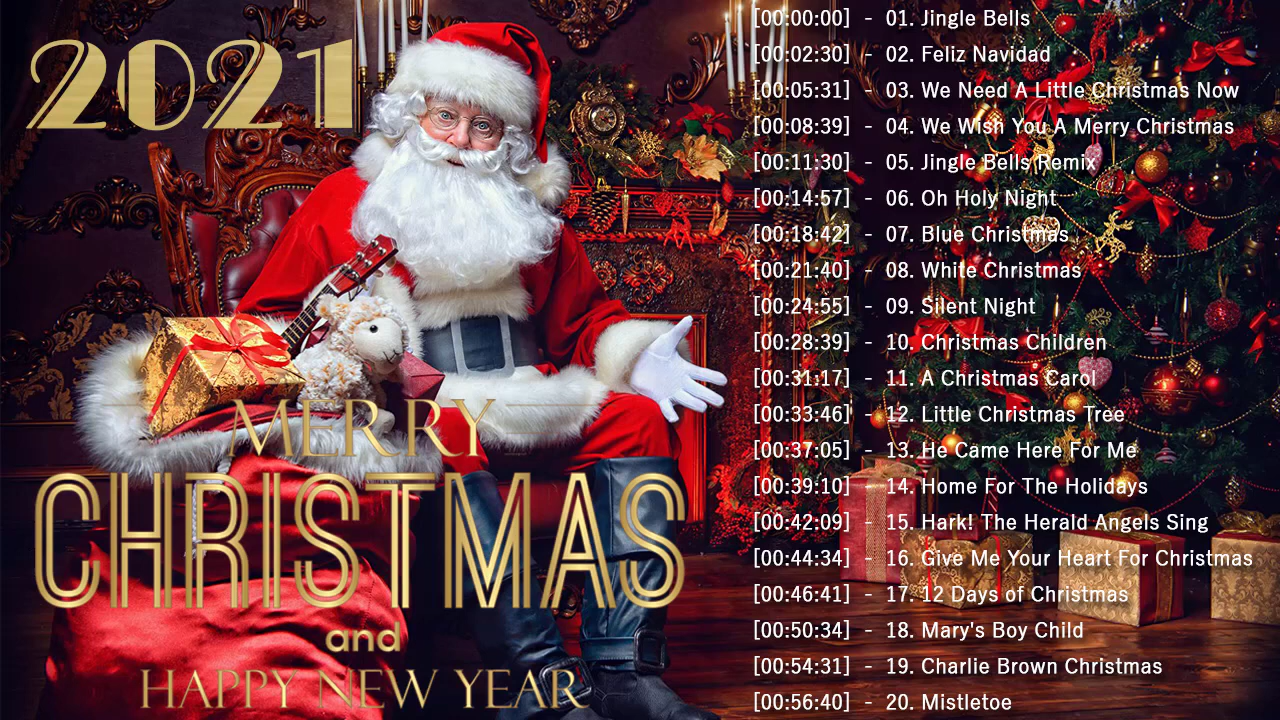 2021
MERRY
CHRISTMAS
and
HAPPY NEW YEAR
[00:00:00] - 01. Jingle Bells
[00:02:30] - 02. Feliz Navidad
[00:05:31] - 03. We Need A Little Christmas Now
[00:08:39] - 04. We Wish You A Merry Christmas
[00:11:30] - 05. Jingle Bells Remix
[00:14:57] - 06. Oh Holy Night
[00:18:42] - 07. Blue Christmas
[00:21:40] - 08. White Christmas
[00:24:55] - 09. Silent Night
[00:28:39] - 10. Christmas Children
[00:31:17] - 11. A Christmas Carol
[00:33:46] - 12. Little Christmas Tree
[00:37:05] - 13. He Came Here For Me
[00:39:10] - 14. Home For The Holidays
[00:42:09] - 15. Hark! The Herald Angels Sing
[00:44:34] - 16. Give Me Your Heart For Christmas
[00:46:41] - 17. 12 Days of Christmas
[00:50:34] - 18. Mary's Boy Child
[00:54:31] - 19. Charlie Brown Christmas
[00:56:40] - 20. Mistletoe